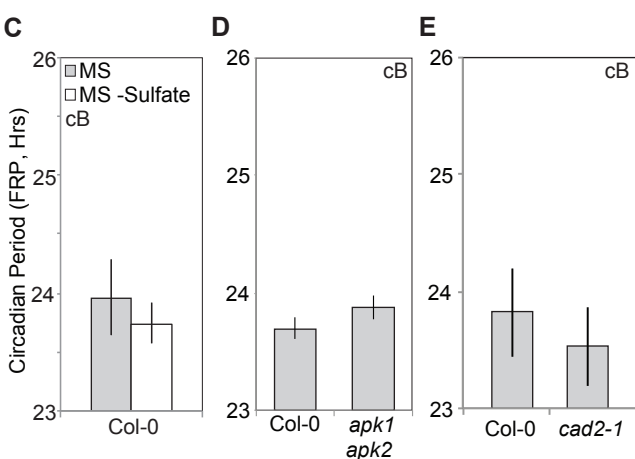 C
D
E
Circadian Period (FRP, Hrs)
26
25
24
23
MS
MS -Sulfate
cB
Col-0
26
25
24
23
cB
Col-0
apk1
apk2
26
25
24
23
cB
Col-0
cad2-1